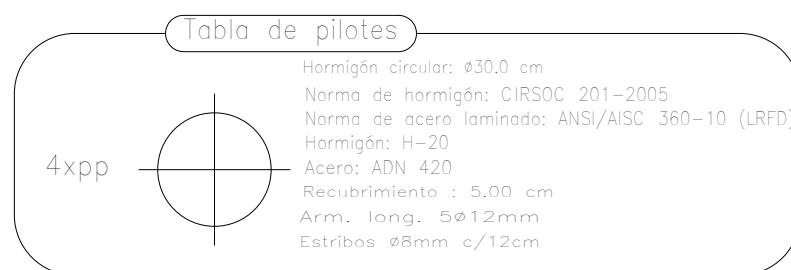 Tabla de pilotes
Hormigón circular: ø30.0 cm
Norma de hormigón: CIRSOC 201-2005
Norma de acero laminado: ANSI/AISC 360-10 (LRFD)
Hormigón: H-20
4xpp
Acero: ADN 420
Recubrimiento : 5.00 cm
Arm. long. 5ø12mm
Estribos ø8mm c/12cm